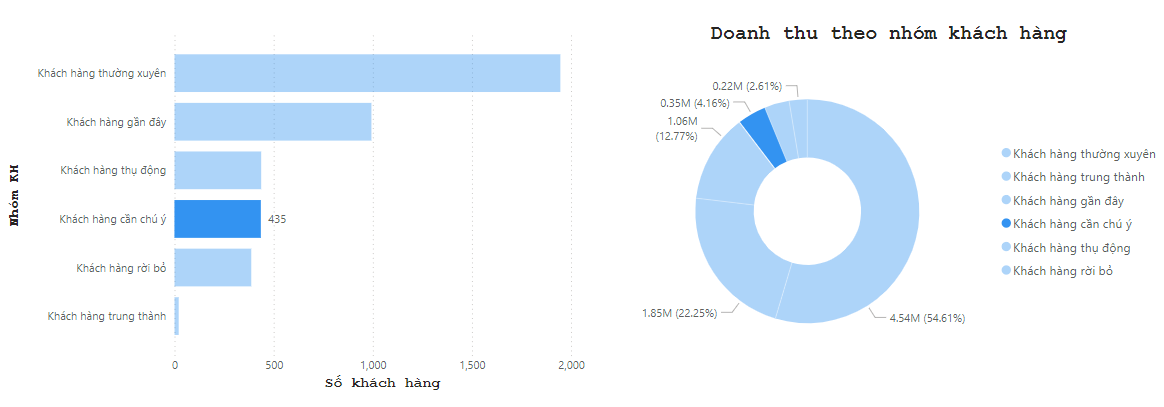 Nhóm KH
Khách hàng thường xuyên
Khách hàng gần đây
Khách hàng thụ động
Khách hàng cần chú ý
435
Khách hàng rời bỏ
Khách hàng trung thành
0
500
1,000
1,500
2,000
Số khách hàng
Doanh thu theo nhóm khách hàng
0.22M (2.61%)
0.35M (4.16%)
1.06M
(12.77%)
1.85M (22.25%)
4.54M (54.61%)
Khách hàng thường xuyên
Khách hàng trung thành
Khách hàng gần đây
Khách hàng cần chú ý
Khách hàng thụ động
Khách hàng rời bỏ